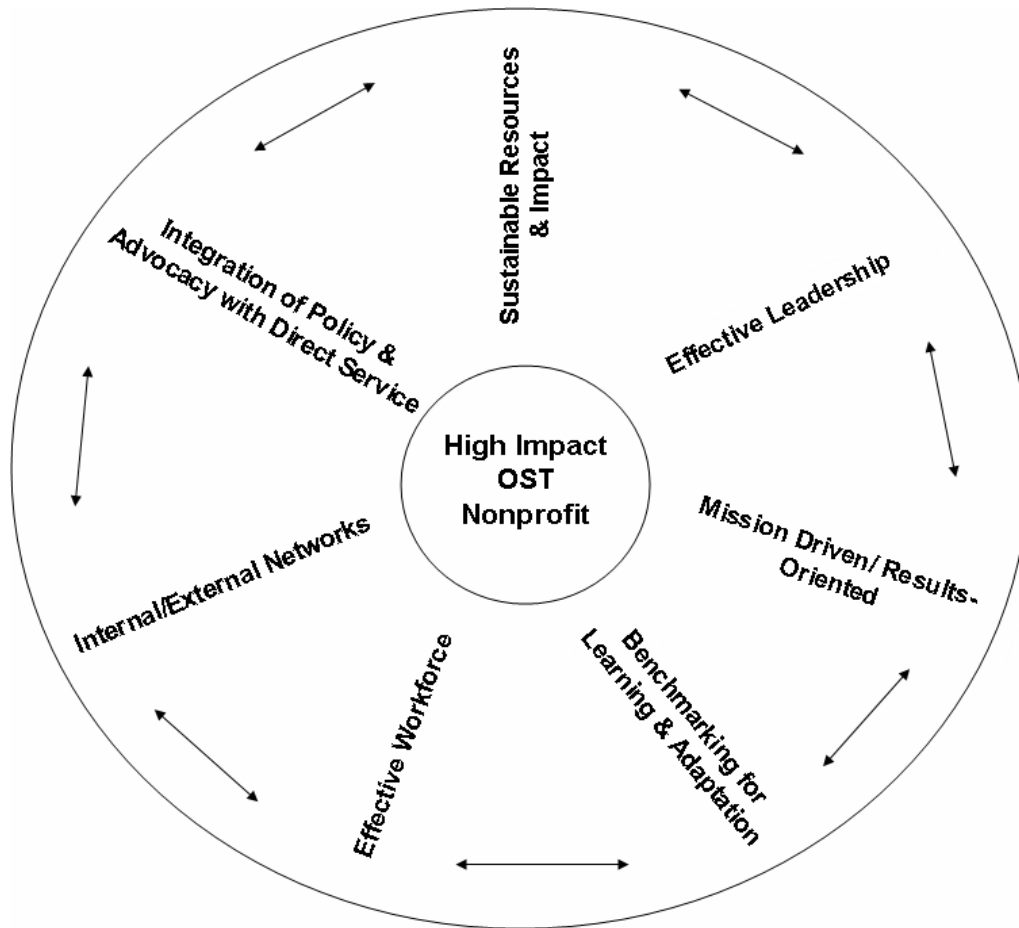 Sustainable Resources
& Impact
Effective Leadership
Mission Driven/ Results-
Oriented
Benchmarking for
Learning & Adaptation
Effective Workforce
Internal/External Networks
Integration of Policy &
Advocacy with Direct Service
High Impact
OST
Nonprofit